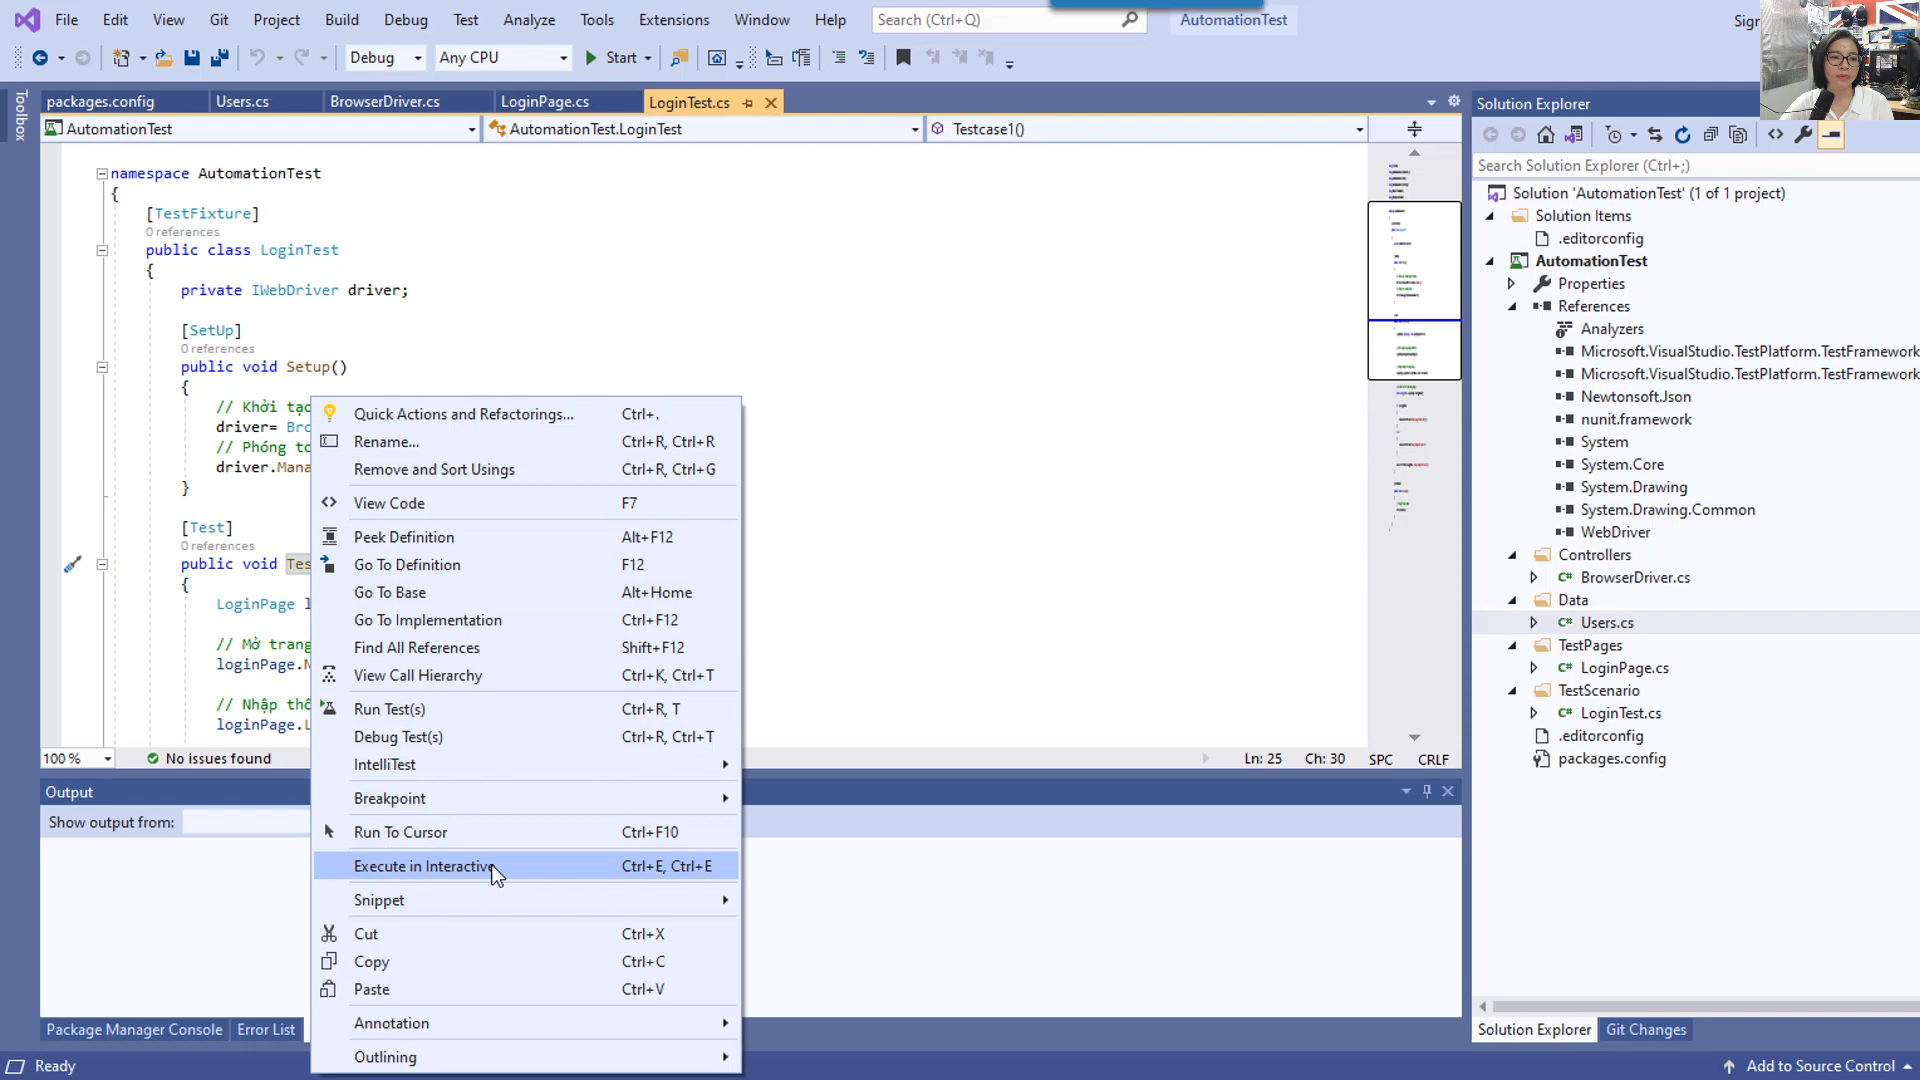 File Edit View Git Project Build Debug Test Analyze Tools Extensions Window Help Search (Ctrl+Q) AutomationTest
Debug Any CPU Start
Toolbox
packages.config Users.cs BrowserDriver.cs LoginPage.cs LoginTest.cs
AutomationTest AutomationTest.LoginTest Testcase1()
namespace AutomationTest
{
[TestFixture]
0 references
public class LoginTest
{
private IWebDriver driver;
[SetUp]
0 references
public void Setup()
{
// Khởi tạo
driver= Bro
// Phóng to
driver.Mana
}
[Test]
0 references
public void Tes
{
LoginPage l
// Mở trang
loginPage.N
// Nhập thô
loginPage.L
100 % No issues found Ln: 25 Ch: 30 SPC CRLF
Output
Show output from:
Package Manager Console Error List
Ready
Quick Actions and Refactorings... Ctrl+.
Rename... Ctrl+R, Ctrl+R
Remove and Sort Usings Ctrl+R, Ctrl+G
View Code F7
Peek Definition Alt+F12
Go To Definition F12
Go To Base Alt+Home
Go To Implementation Ctrl+F12
Find All References Shift+F12
View Call Hierarchy Ctrl+K, Ctrl+T
Run Test(s) Ctrl+R, T
Debug Test(s) Ctrl+R, Ctrl+T
IntelliTest
Breakpoint
Run To Cursor Ctrl+F10
Execute in Interactive Ctrl+E, Ctrl+E
Snippet
Cut Ctrl+X
Copy Ctrl+C
Paste Ctrl+V
Annotation
Outlining
Solution Explorer
Search Solution Explorer (Ctrl+;)
Solution 'AutomationTest' (1 of 1 project)
Solution Items
.editorconfig
AutomationTest
Properties
References
Analyzers
Microsoft.VisualStudio.TestPlatform.TestFramework
Microsoft.VisualStudio.TestPlatform.TestFramework
Newtonsoft.Json
nunit.framework
System
System.Core
System.Drawing
System.Drawing.Common
WebDriver
Controllers
BrowserDriver.cs
Data
Users.cs
TestPages
LoginPage.cs
TestScenario
LoginTest.cs
.editorconfig
packages.config
Solution Explorer Git Changes
Add to Source Control